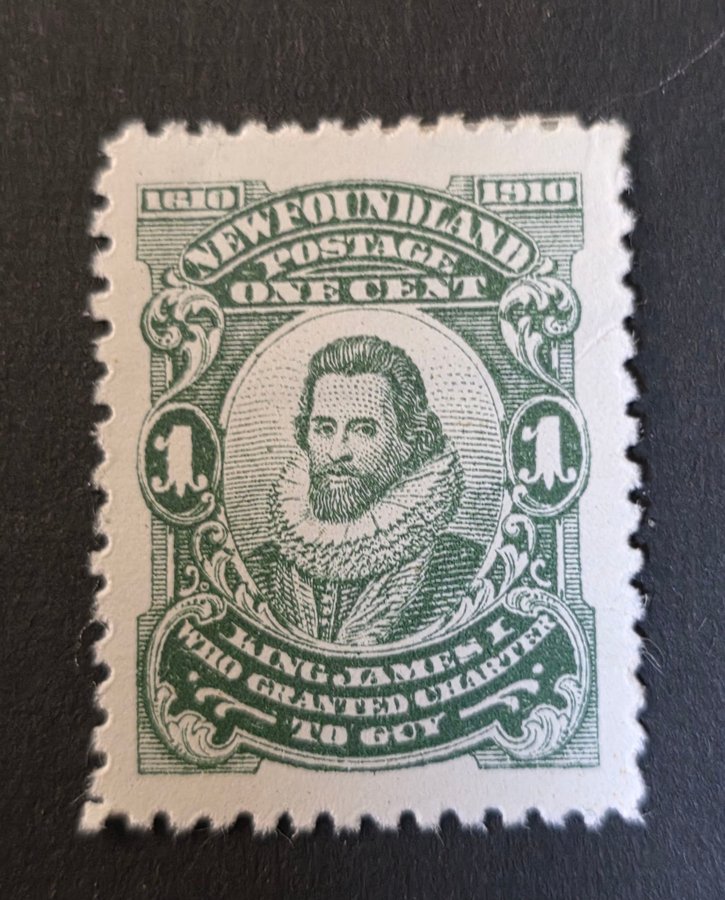 1610 1910
NEWFOUNDLAND
POSTAGE
ONE CENT
1 1
KING JAMES I
WHO GRANTED CHARTER
TO GUY